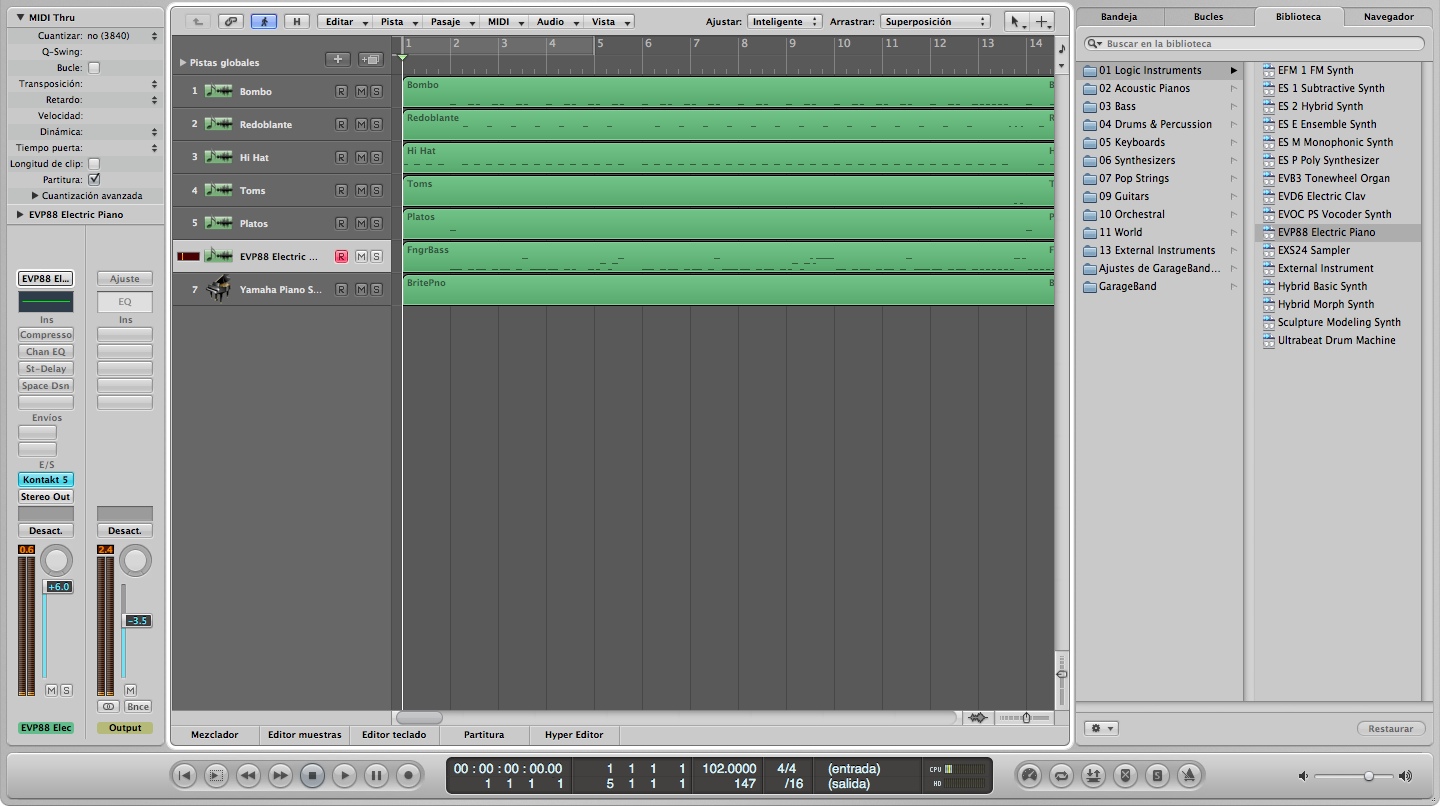 MIDI Thru
Cuantizar: no (3840)
Q-Swing:
Bucle:
Transposición:
Retardo:
Velocidad:
Dinámica:
Tiempo puerta:
Longitud de clip:
Partitura:
Cuantización avanzada
EVP88 Electric Piano
EVP88 El... Ajuste
EQ
Ins Ins
Compresso
Chan EQ
St-Delay
Space Dsn
Envíos
E/S
Kontakt 5
Stereo Out
Desact. Desact.
0.6 2.4
+6.0
-3.5
M S M
Bnce
EVP88 Elec Output
H Editar Pista Pasaje MIDI Audio Vista Ajustar: Inteligente Arrastrar: Superposición
Pistas globales
1 2 3 4 5 6 7 8 9 10 11 12 13 14
1 Bombo R M S Bombo B
2 Redoblante R M S Redoblante R
3 Hi Hat R M S Hi Hat H
4 Toms R M S Toms T
5 Platos R M S Platos P
EVP88 Electric ... R M S FngrBass F
7 Yamaha Piano S... R M S BritePno B
Mezclador Editor muestras Editor teclado Partitura Hyper Editor
Bandeja Bucles Biblioteca Navegador
Buscar en la biblioteca
01 Logic Instruments
02 Acoustic Pianos
03 Bass
04 Drums & Percussion
05 Keyboards
06 Synthesizers
07 Pop Strings
09 Guitars
10 Orchestral
11 World
13 External Instruments
Ajustes de GarageBand...
GarageBand
EFM 1 FM Synth
ES 1 Subtractive Synth
ES 2 Hybrid Synth
ES E Ensemble Synth
ES M Monophonic Synth
ES P Poly Synthesizer
EVB3 Tonewheel Organ
EVD6 Electric Clav
EVOC PS Vocoder Synth
EVP88 Electric Piano
EXS24 Sampler
External Instrument
Hybrid Basic Synth
Hybrid Morph Synth
Sculpture Modeling Synth
Ultrabeat Drum Machine
Restaurar
00 : 00 : 00 : 00.00 1 1 1 1 102.0000 4/4 (entrada) CPU
1 1 1 1 5 1 1 1 147 /16 (salida) HD
S